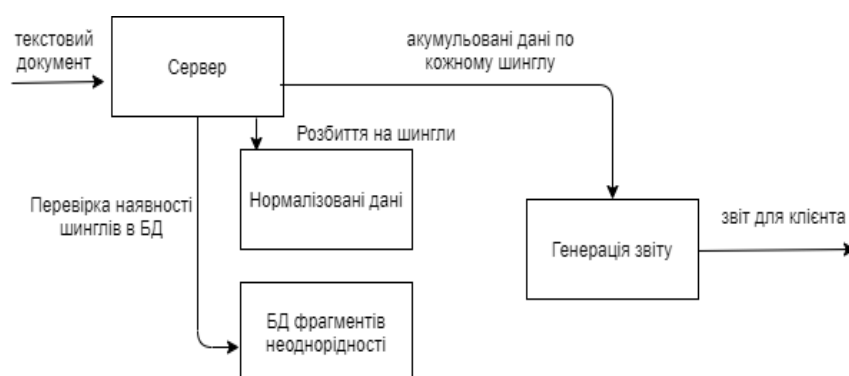 текстовий
документ
Сервер
акумульовані дані по
кожному шинглу
Розбиття на шингли
Нормалізовані дані
Перевірка наявності
шинглів в БД
Генерація звіту
звіт для клієнта
БД фрагментів
неоднорідності